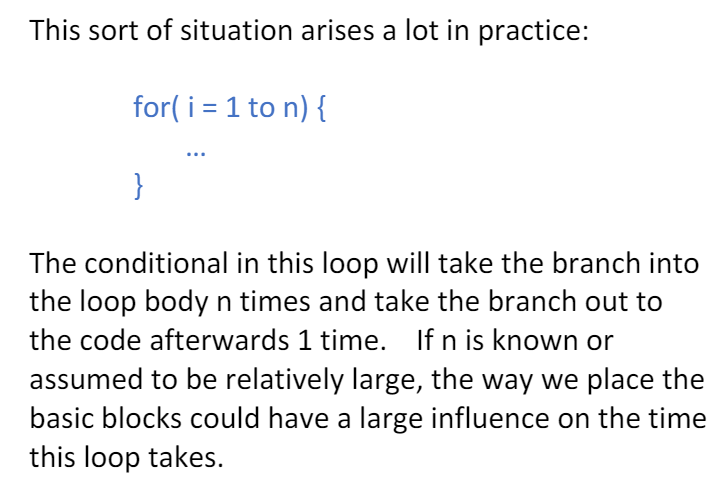 This sort of situation arises a lot in practice:
for( i = 1 to n) {
...
}
The conditional in this loop will take the branch into
the loop body n times and take the branch out to
the code afterwards 1 time.   If n is known or
assumed to be relatively large, the way we place the
basic blocks could have a large influence on the time
this loop takes.